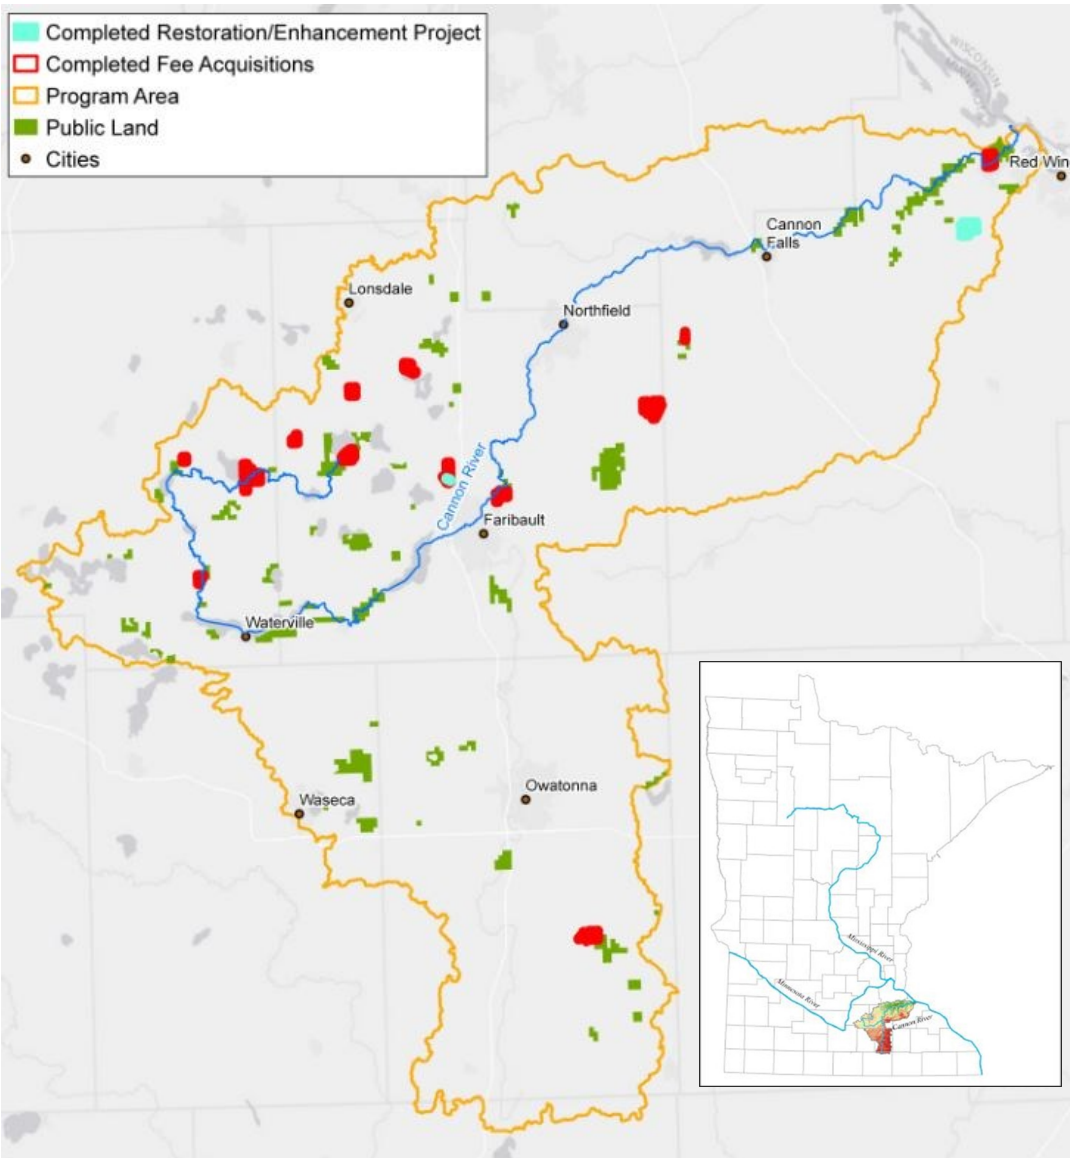 Completed Restoration/Enhancement Project
Completed Fee Acquisitions
Program Area
Public Land
Cities
WISCONSIN
Red Win
Cannon
Falls
Lonsdale
Northfield
Cannon River
Faribault
Waterville
Owatonna
Waseca
Mississippi River
Minnesota River
Cannon River